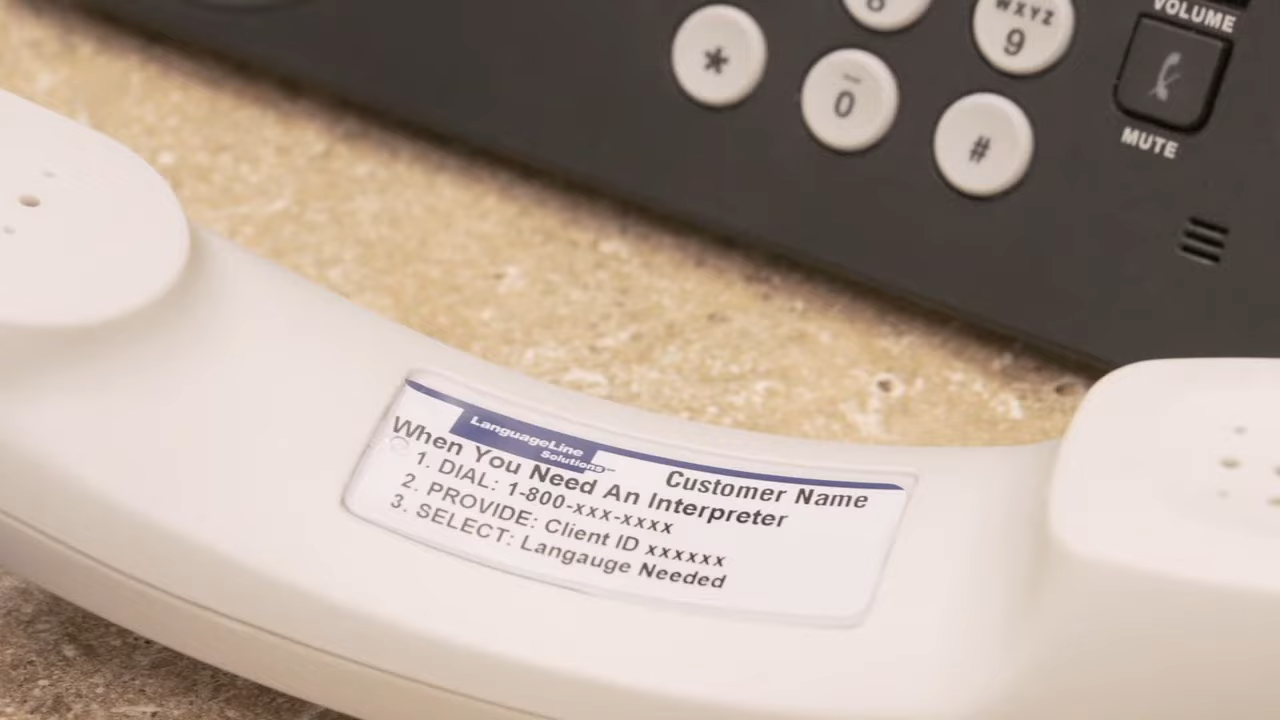 VOLUME
8
WXYZ
9
*
0
#
MUTE
LanguageLine
Solutions
Customer Name
When You Need An Interpreter
1. DIAL: 1-800-xxx-xxxx
2. PROVIDE: Client ID xxxxxx
3. SELECT: Langauge Needed